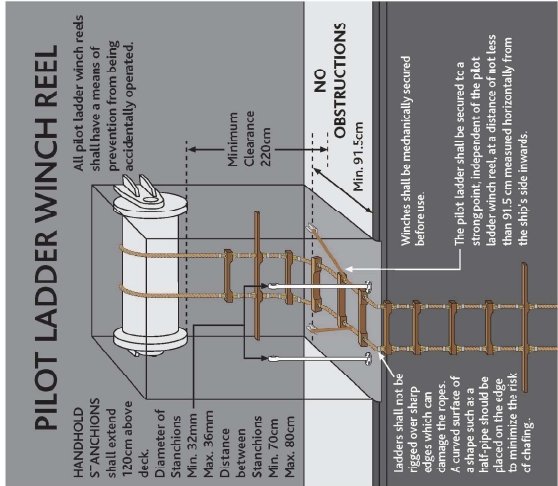 PILOT LADDER WINCH REEL
HANDHOLD
STANCHIONS
shall extend
120cm above
deck.
Diameter of
Stanchions
Min. 32mm
Max. 36mm
Distance
between
Stanchions
Min. 70cm
Max. 80cm
All pilot ladder winch reels
shall have a means of
prevention from being
accidentally operated.
Minimum
Clearance
220cm
NO
OBSTRUCTIONS
Min. 91.5cm
Ladders shall not be
rigged over sharp
edges which can
damage the ropes.
A curved surface of
a shape such as a
half-pipe should be
placed on the edge
to minimize the risk
of chafing.
Winches shall be mechanically secured
before use.
The pilot ladder shall be secured to a
strongpoint, independent of the pilot
ladder winch reel, at a distance of not less
than 91.5 cm measured horizontally from
the ship's side inwards.